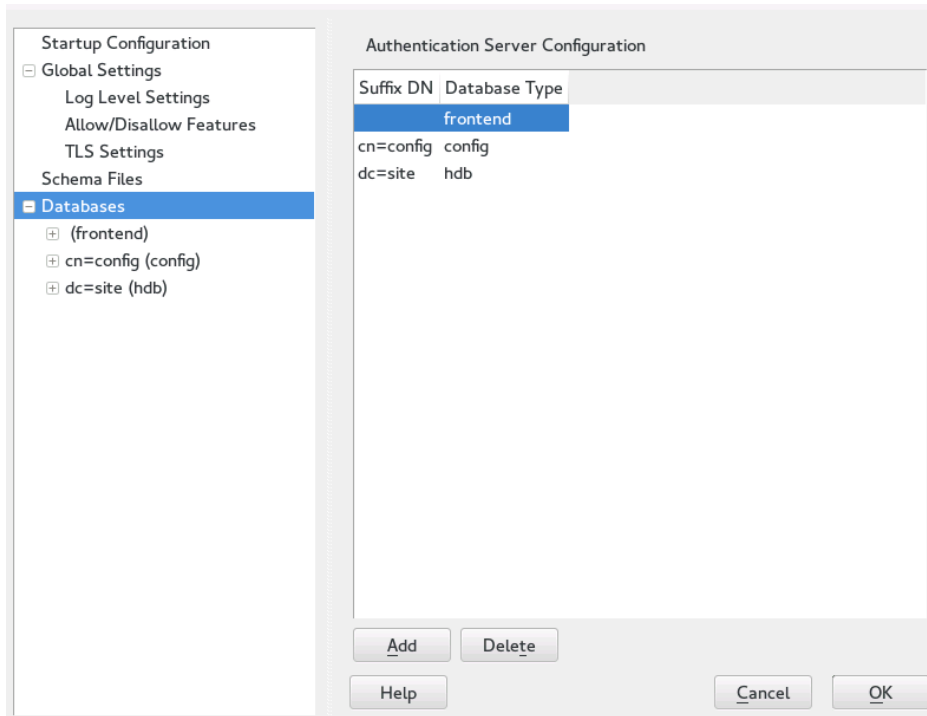 Startup Configuration
Global Settings
Log Level Settings
Allow/Disallow Features
TLS Settings
Schema Files
Databases
(frontend)
cn=config (config)
dc=site (hdb)
Authentication Server Configuration
Suffix DN Database Type
frontend
cn=config config
dc=site hdb
Add Delete
Help Cancel OK